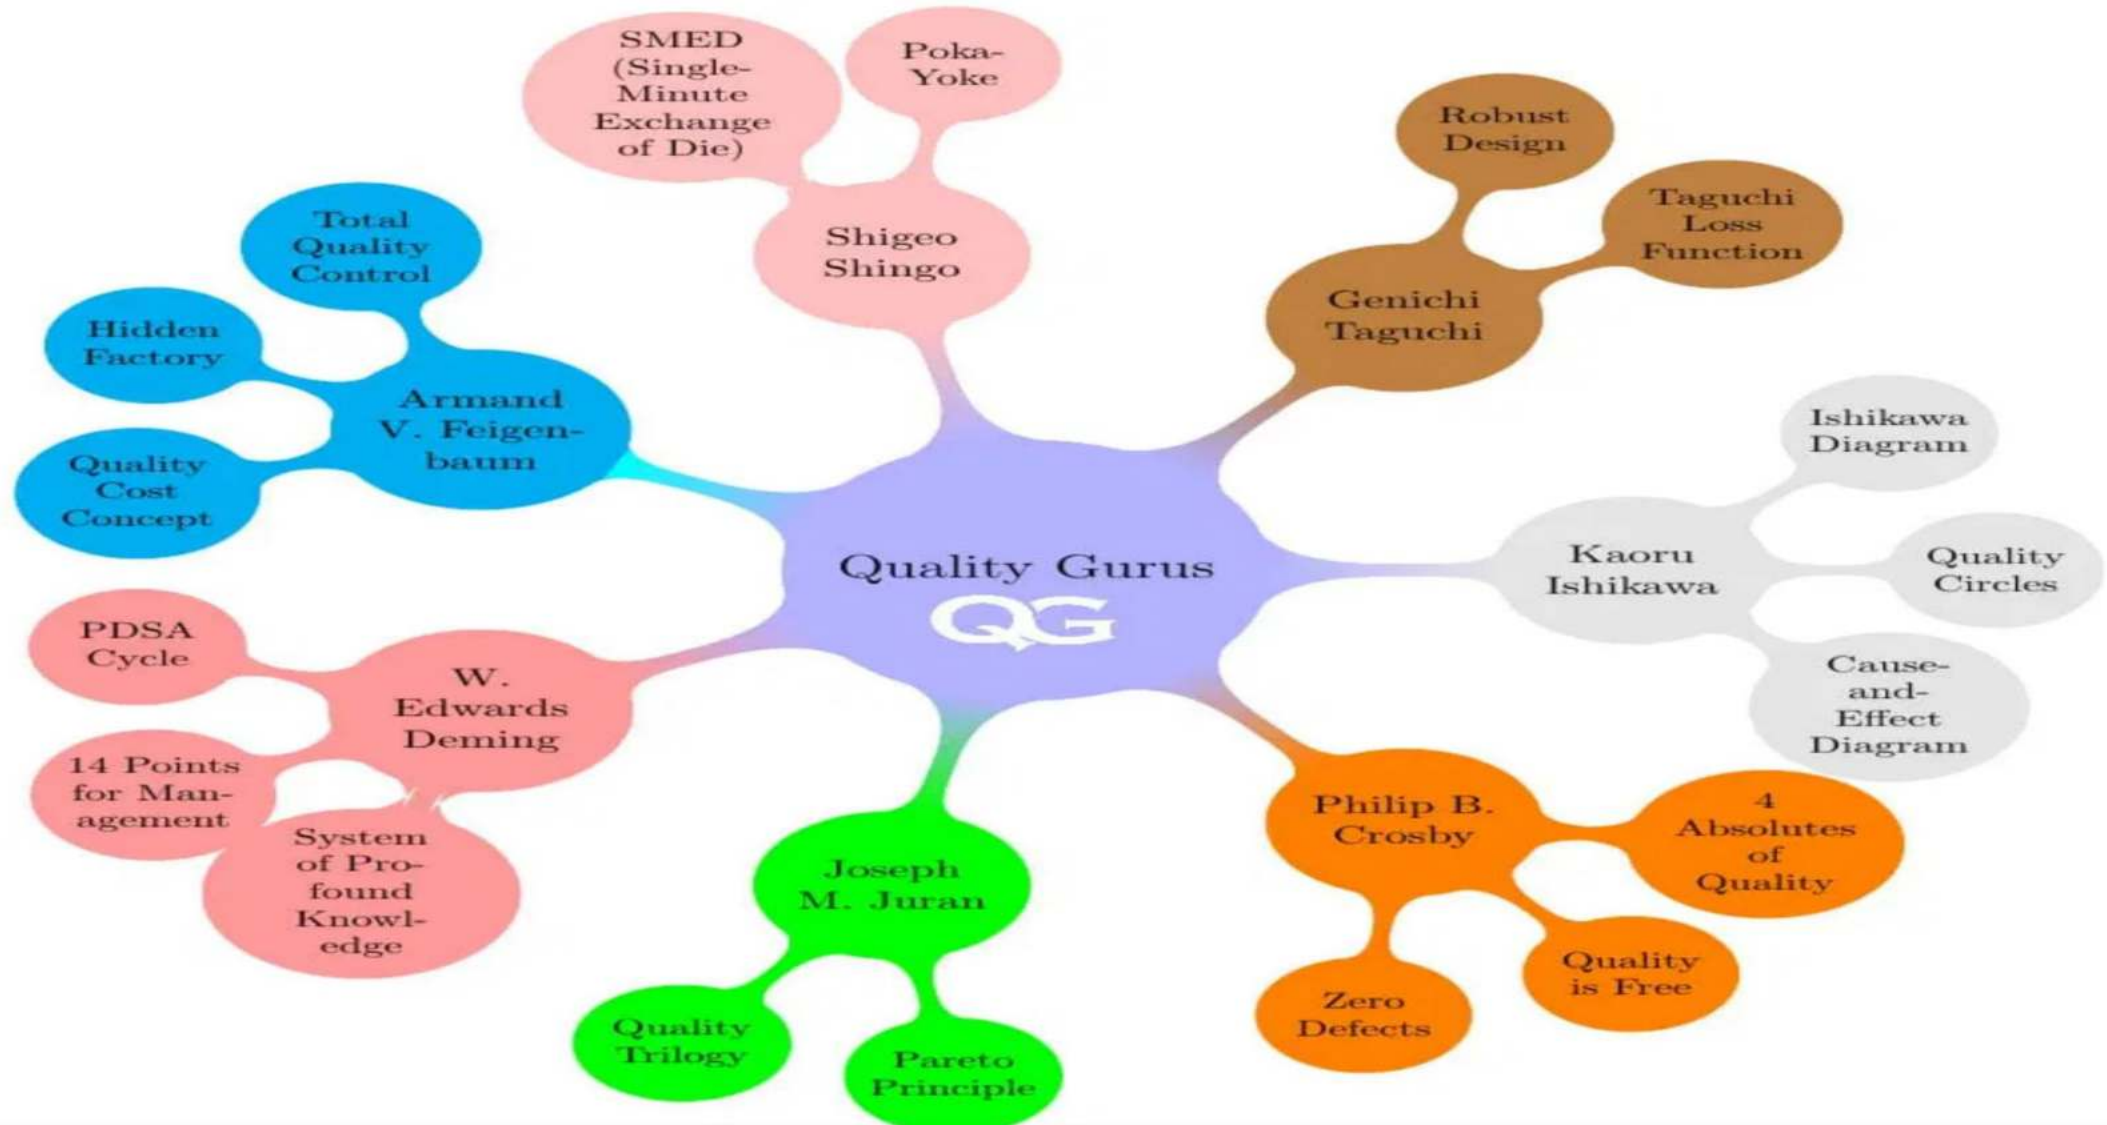 Quality Gurus
QG
Shigeo
Shingo
SMED
(Single-
Minute
Exchange
of Die)
Poka-
Yoke
Genichi
Taguchi
Robust
Design
Taguchi
Loss
Function
Kaoru
Ishikawa
Ishikawa
Diagram
Quality
Circles
Cause-
and-
Effect
Diagram
Philip B.
Crosby
4
Absolutes
of
Quality
Quality
is Free
Zero
Defects
Joseph
M. Juran
Pareto
Principle
Quality
Trilogy
W.
Edwards
Deming
System
of Pro-
found
Knowl-
edge
14 Points
for Man-
agement
PDSA
Cycle
Armand
V. Feigen-
baum
Quality
Cost
Concept
Hidden
Factory
Total
Quality
Control